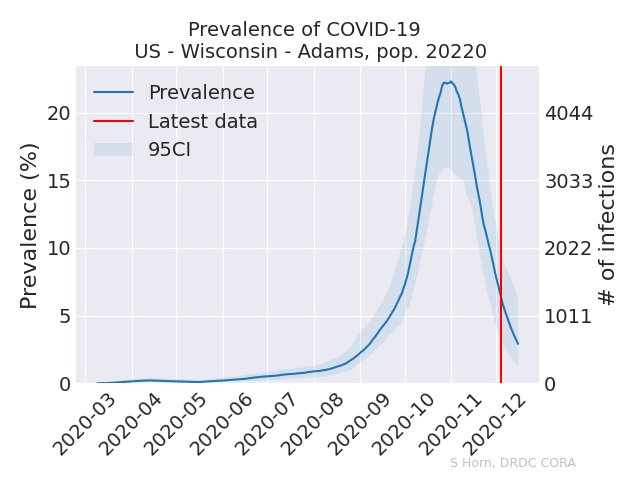 Prevalence of COVID-19
US - Wisconsin - Adams, pop. 20220
Prevalence
Latest data
95CI
Prevalence (%)
20
15
10
5
0
4044
3033
2022
1011
0
# of infections
2020-03
2020-04
2020-05
2020-06
2020-07
2020-08
2020-09
2020-10
2020-11
2020-12
S Horn, DRDC CORA